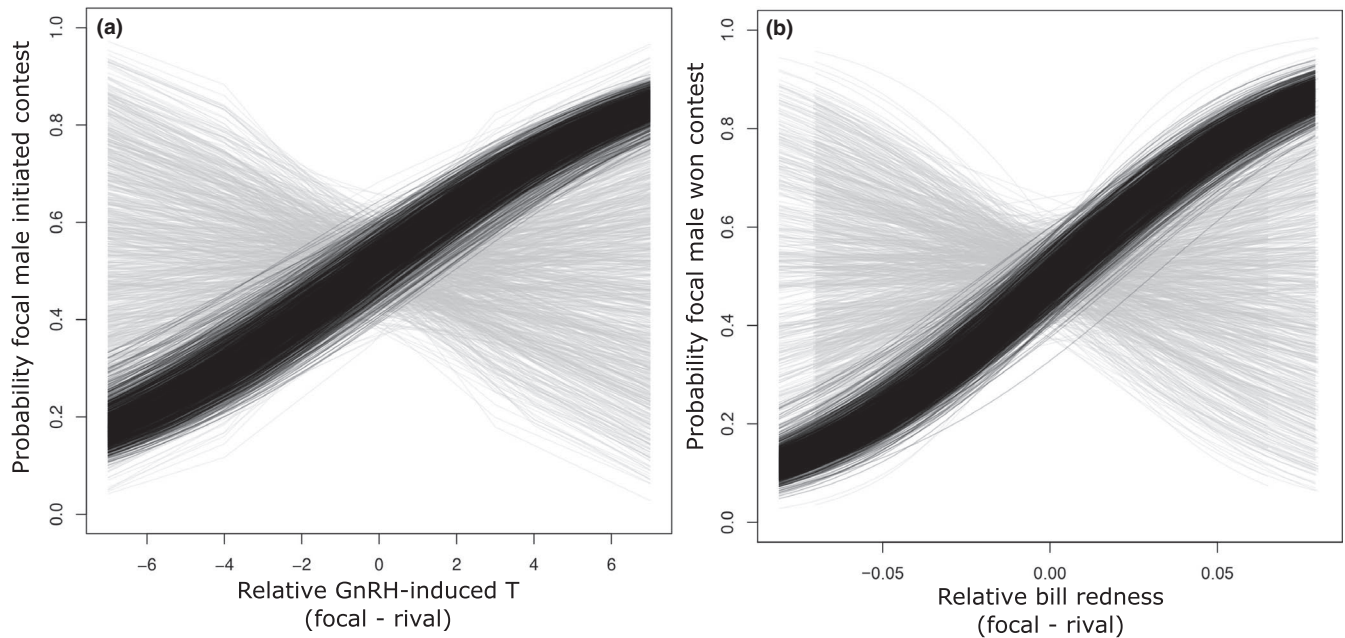 (a)
Probability focal male initiated contest
1.0
0.8
0.6
0.4
0.2
0.0
−6 −4 −2 0 2 4 6
Relative GnRH-induced T
(focal - rival)
(b)
Probability focal male won contest
1.0
0.8
0.6
0.4
0.2
0.0
−0.05 0.00 0.05
Relative bill redness
(focal - rival)